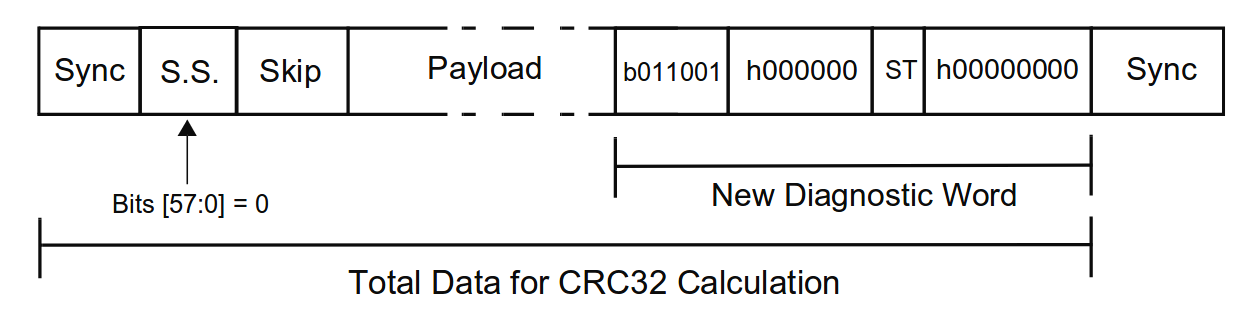 Sync S.S. Skip Payload b011001 h000000 ST h00000000 Sync
Bits [57:0] = 0
New Diagnostic Word
Total Data for CRC32 Calculation